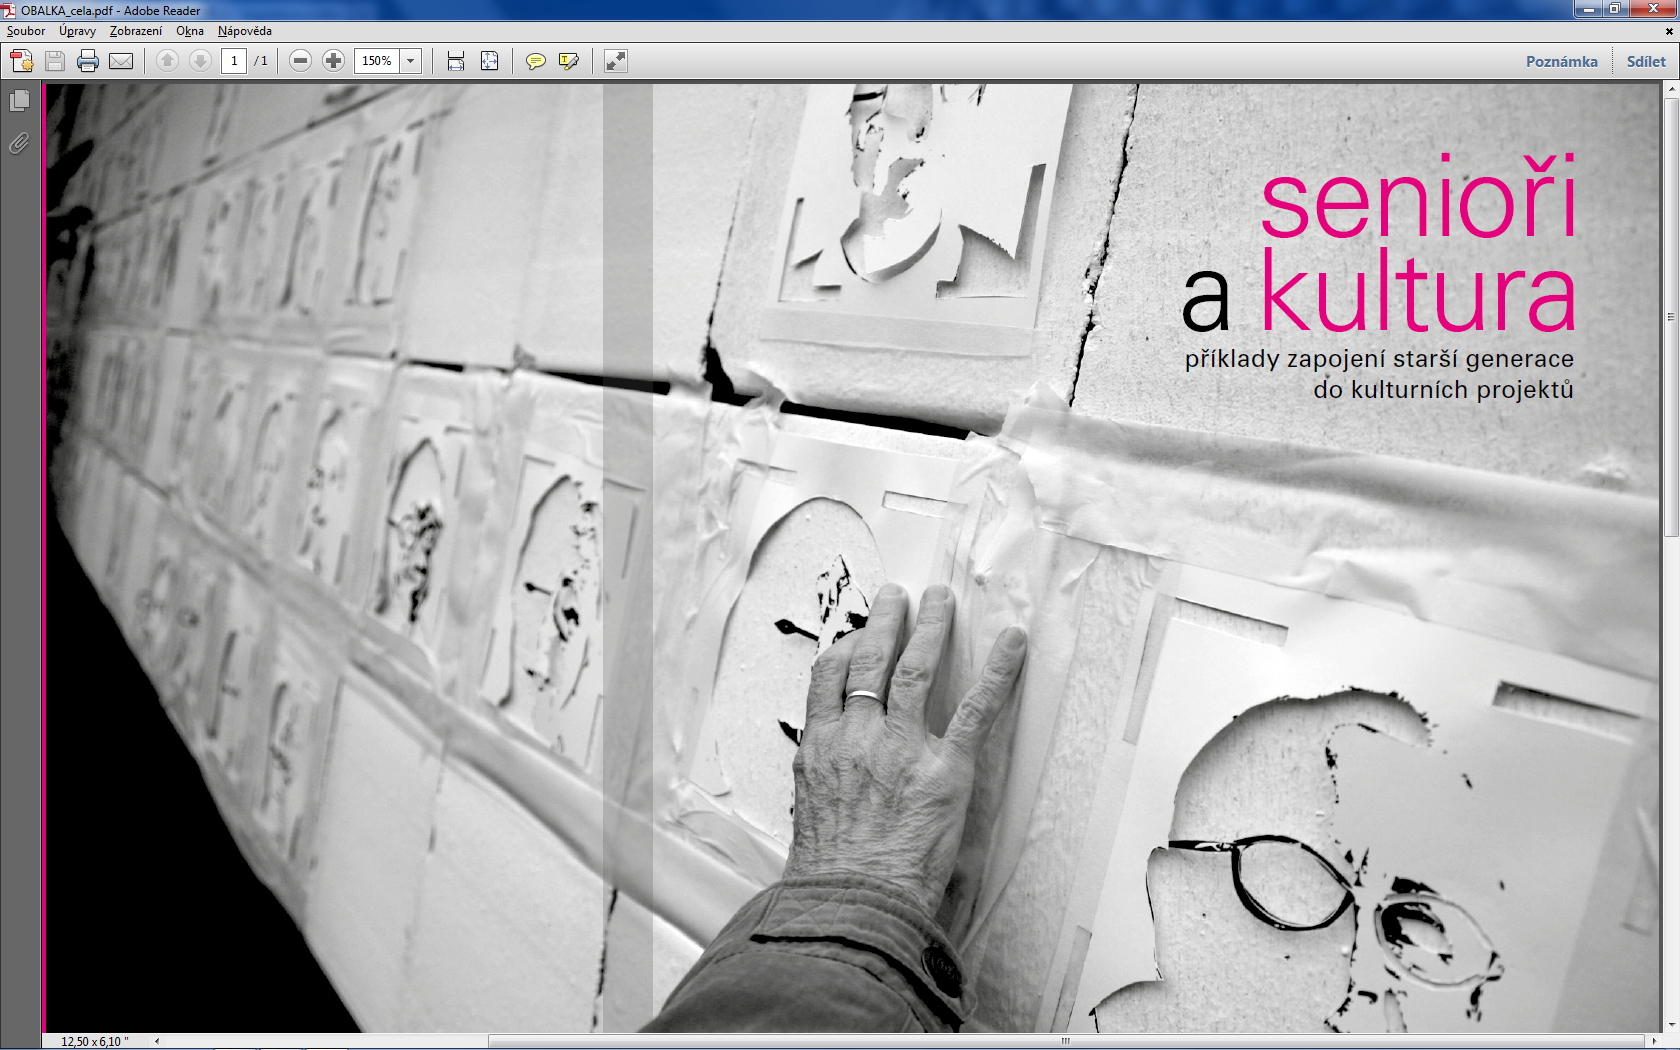 OBALKA_cela.pdf - Adobe Reader
Soubor Úpravy Zobrazení Okna Nápověda
1 / 1 150% Poznámka Sdílet
senioři
a kultura
příklady zapojení starší generace
do kulturních projektů
12,50 x 6,10 "